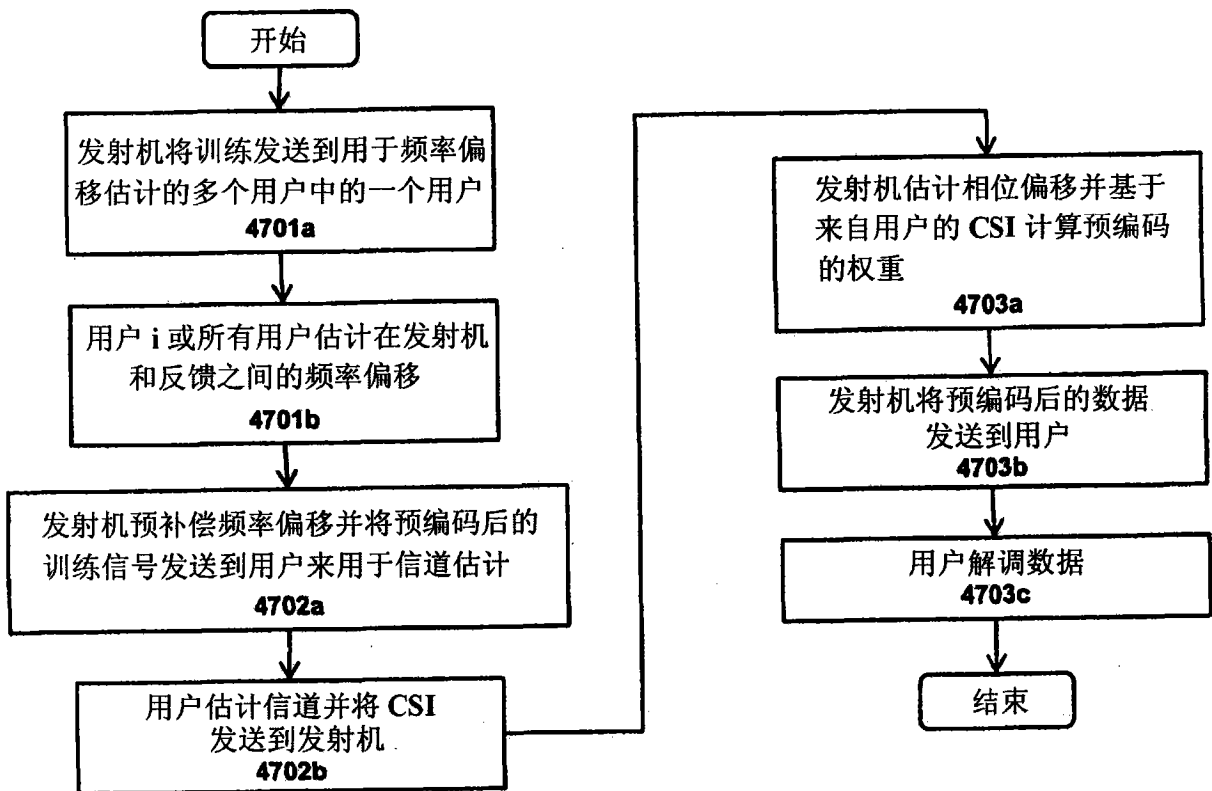 开始
发射机将训练发送到用于频率偏
移估计的多个用户中的一个用户
4701a
用户 i 或所有用户估计在发射机
和反馈之间的频率偏移
4701b
发射机预补偿频率偏移并将预编码后的
训练信号发送到用户来用于信道估计
4702a
用户估计信道并将 CSI
发送到发射机
4702b
发射机估计相位偏移并基于
来自用户的 CSI 计算预编码
的权重
4703a
发射机将预编码后的数据
发送到用户
4703b
用户解调数据
4703c
结束